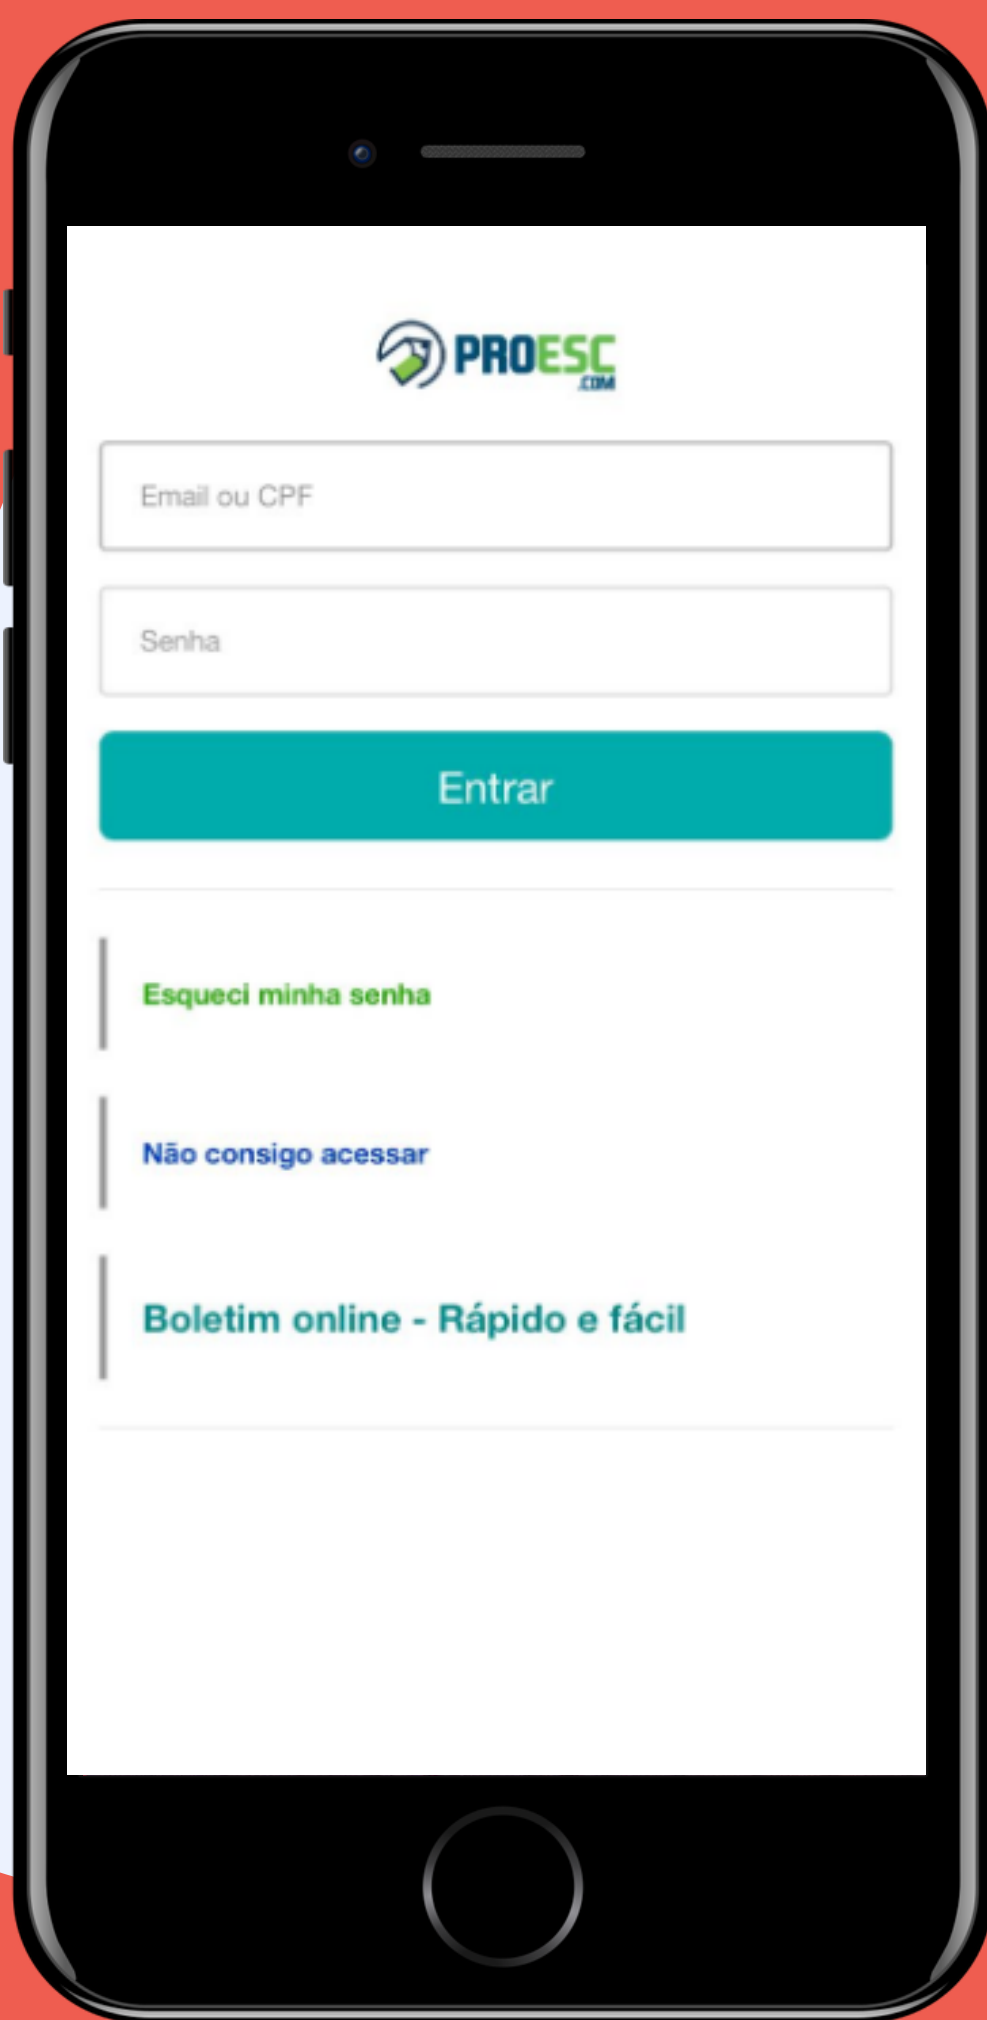 PROESC
.COM
Email ou CPF
Senha
Entrar
Esqueci minha senha
Não consigo acessar
Boletim online - Rápido e fácil